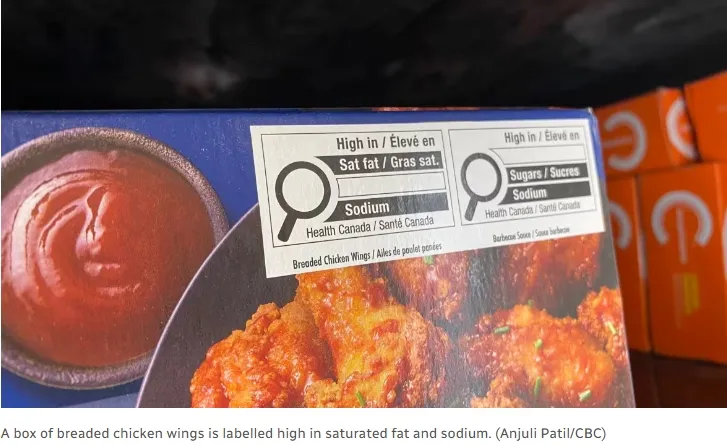 High in / Élevé en
Sat fat / Gras sat.
Sodium
Health Canada / Santé Canada
Breaded Chicken Wings / Ailes de poulet panées
High in / Élevé en
Sugars / Sucres
Sodium
Health Canada / Santé Canada
Barbecue Sauce / Sauce barbecue
A box of breaded chicken wings is labelled high in saturated fat and sodium. (Anjuli Patil/CBC)